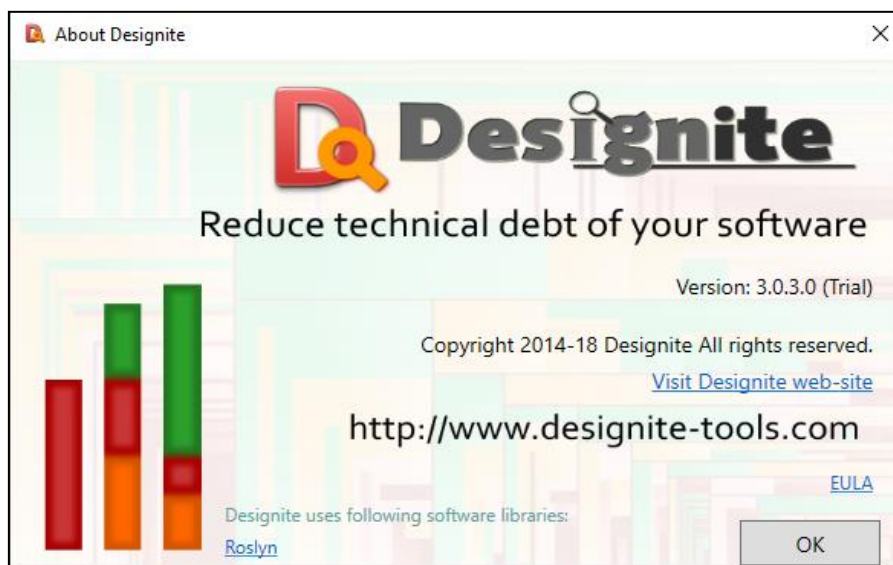 About Designite
Designite
Reduce technical debt of your software
Version: 3.0.3.0 (Trial)
Copyright 2014-18 Designite All rights reserved.
Visit Designite web-site
http://www.designite-tools.com
EULA
Designite uses following software libraries:
Roslyn
OK